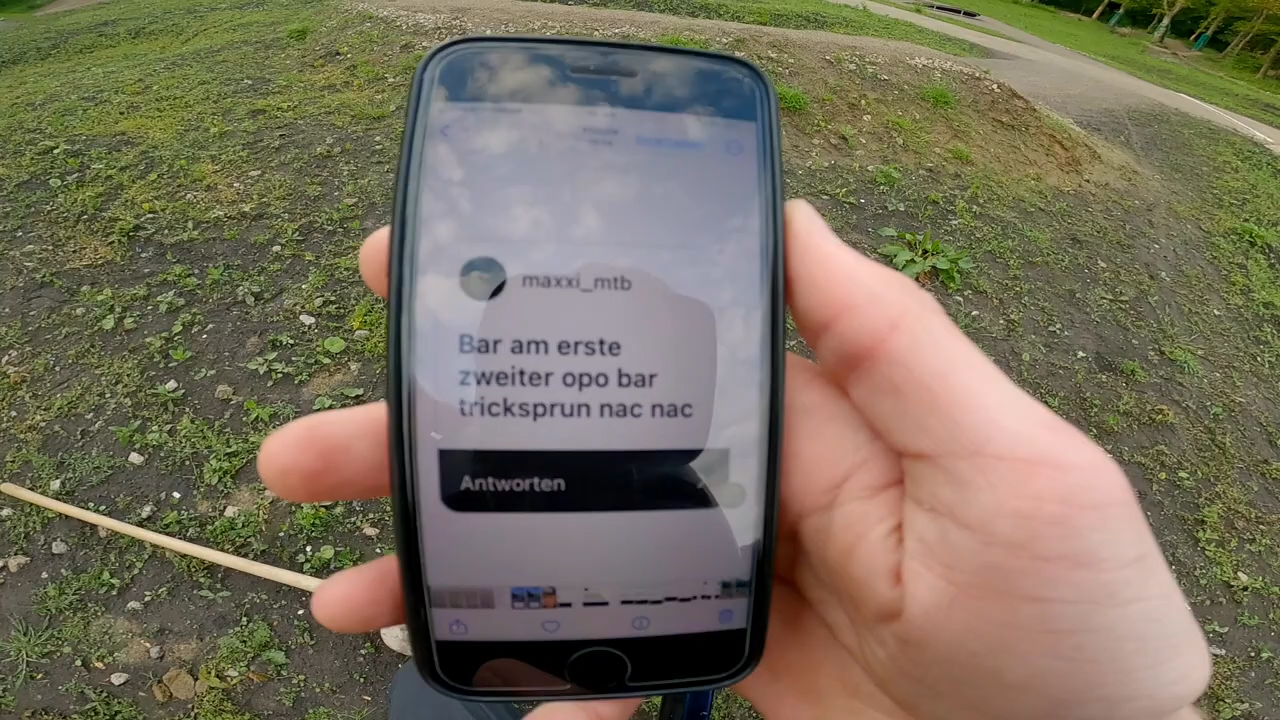 maxxi_mtb
Bar am erste
zweiter opo bar
tricksprun nac nac
Antworten